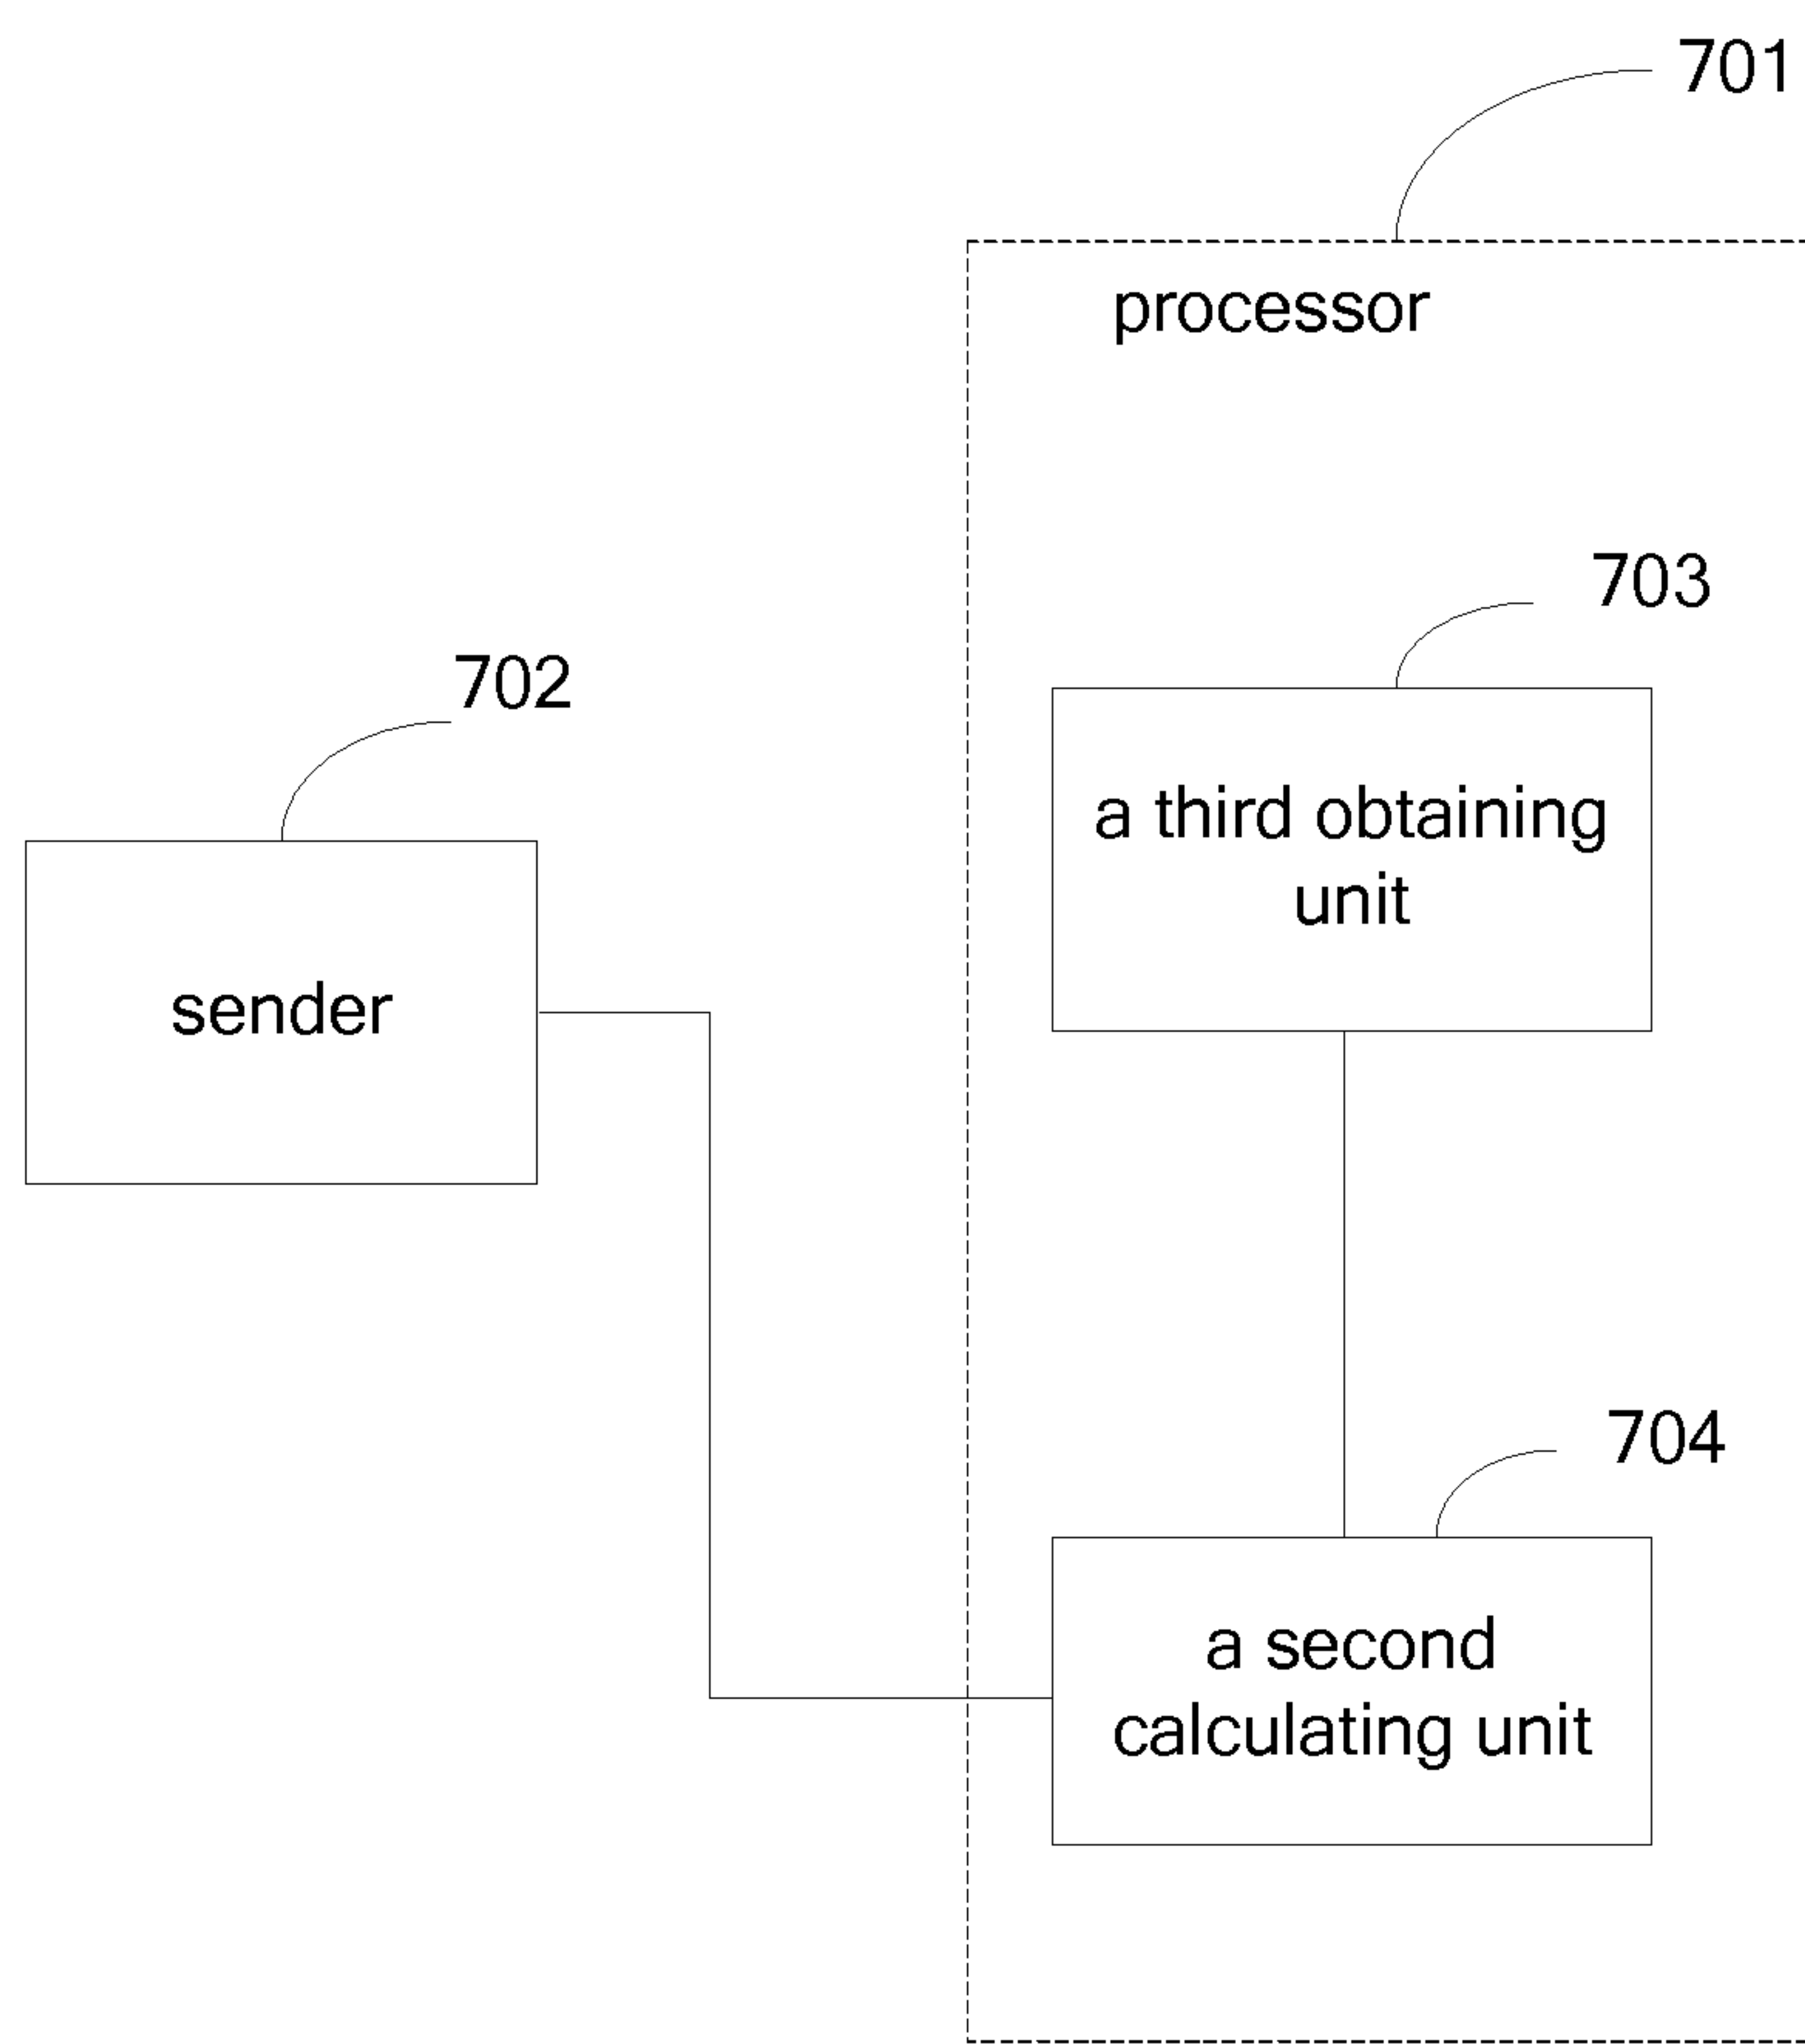 701
processor
703
702
a third obtaining
unit
sender
704
a second
calculating unit